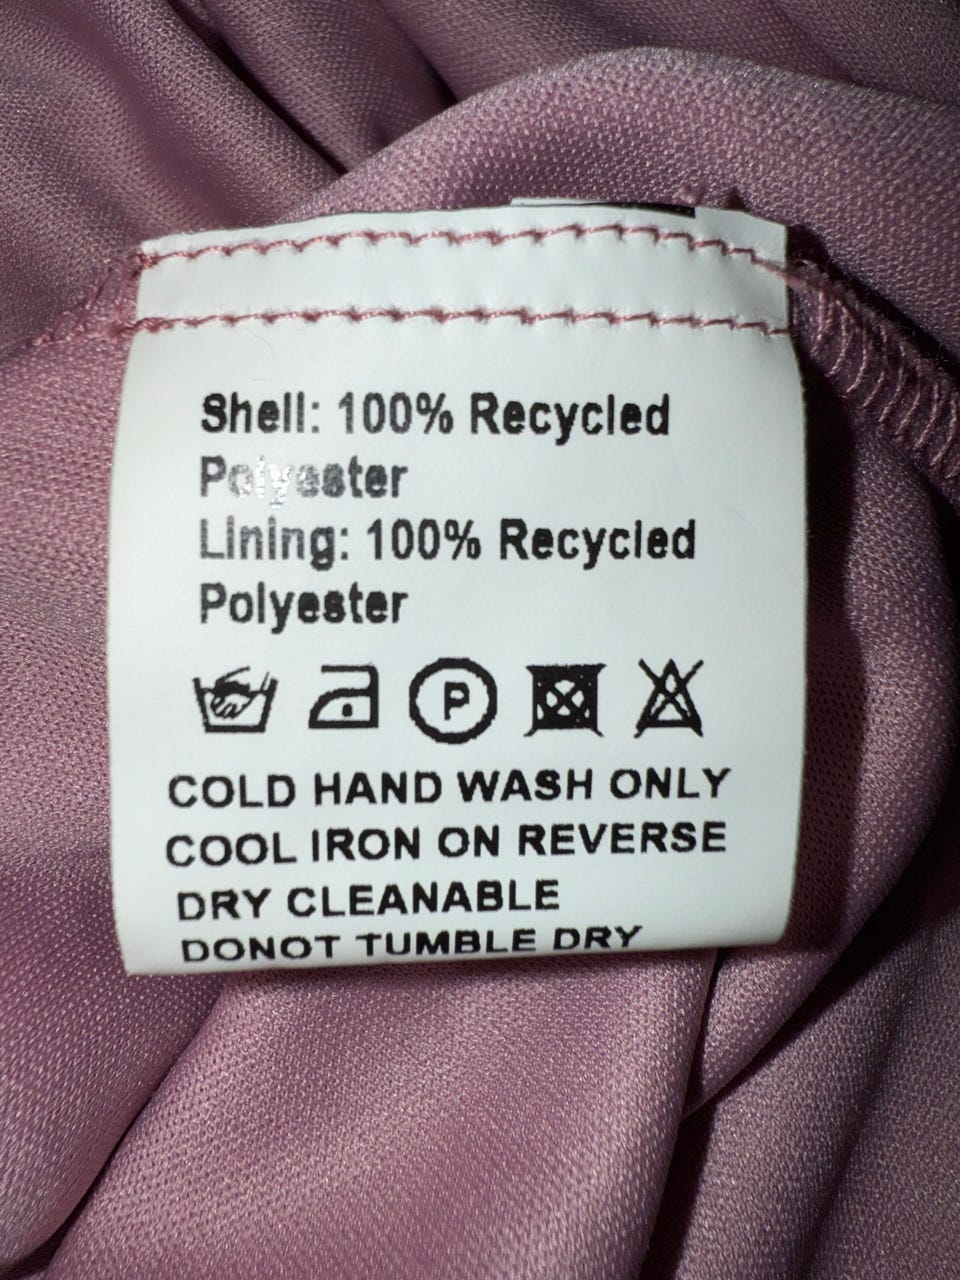 Shell: 100% Recycled
Polyester
Lining: 100% Recycled
Polyester
P
COLD HAND WASH ONLY
COOL IRON ON REVERSE
DRY CLEANABLE
DONOT TUMBLE DRY